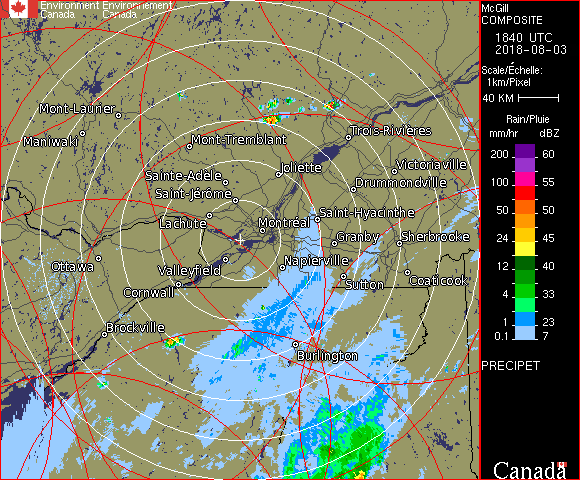 Environment Environnement
Canada Canada
McGill
COMPOSITE
1840 UTC
2018-08-03
Scale/Échelle:
1km/Pixel
40 KM
Rain/Pluie
mm/hr dBZ
200 60
100 55
50 50
24 45
12 40
4 33
1 23
0.1 7
PRECIPET
Canada
Mont-Laurier
Maniwaki
Mont-Tremblant
Trois-Rivières
Sainte-Adèle
Joliette
Victoriaville
Saint-Jérôme
Drummondville
Lachute
Montréal
Saint-Hyacinthe
Granby
Sherbrooke
Ottawa
Valleyfield
Napierville
Cornwall
Sutton
Coaticook
Brockville
Burlington